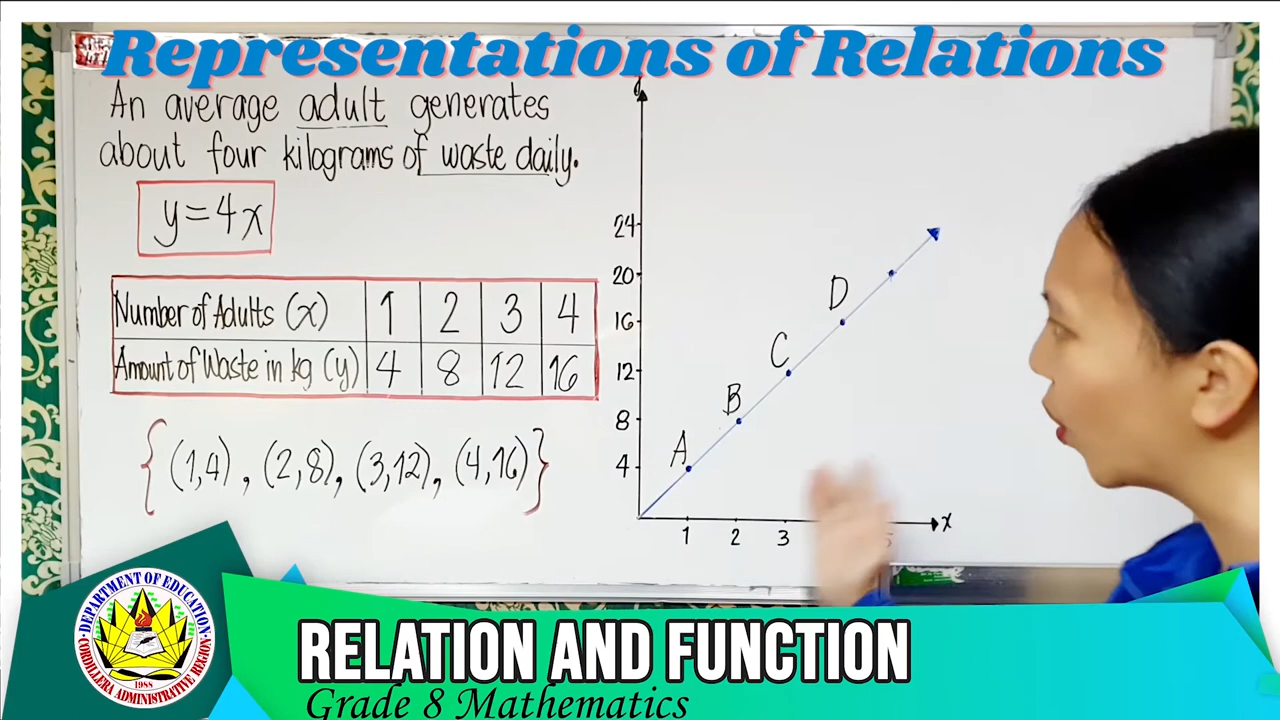 Representations of Relations
An average adult generates
about four kilograms of waste daily.
y=4x
Number of Adults (x) 1 2 3 4
Amount of Waste in kg (y) 4 8 12 16
{(1,4), (2,8), (3,12), (4,16)}
y
24
20
16
12
8
4
A
B
C
D
1 2 3 5 x
DEPARTMENT OF EDUCATION
CORDILLERA ADMINISTRATIVE REGION
1988
RELATION AND FUNCTION
Grade 8 Mathematics